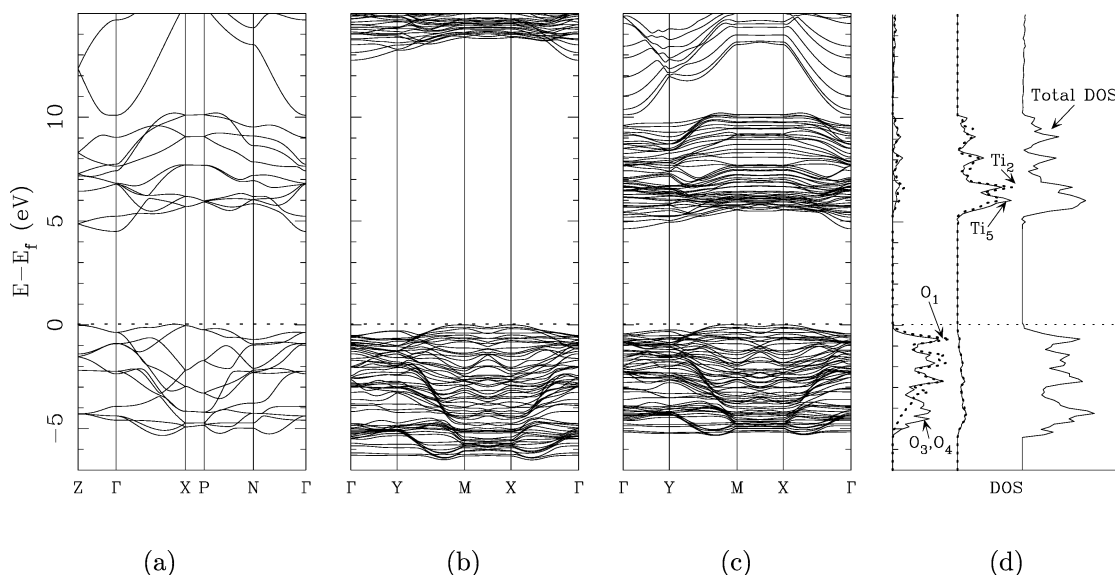 E−E_f (eV)
10
5
0
−5
Z Γ X P N Γ
Γ Y M X Γ
Γ Y M X Γ
Total DOS
Ti_2
Ti_5
O_1
O_3,O_4
DOS
(a) (b) (c) (d)